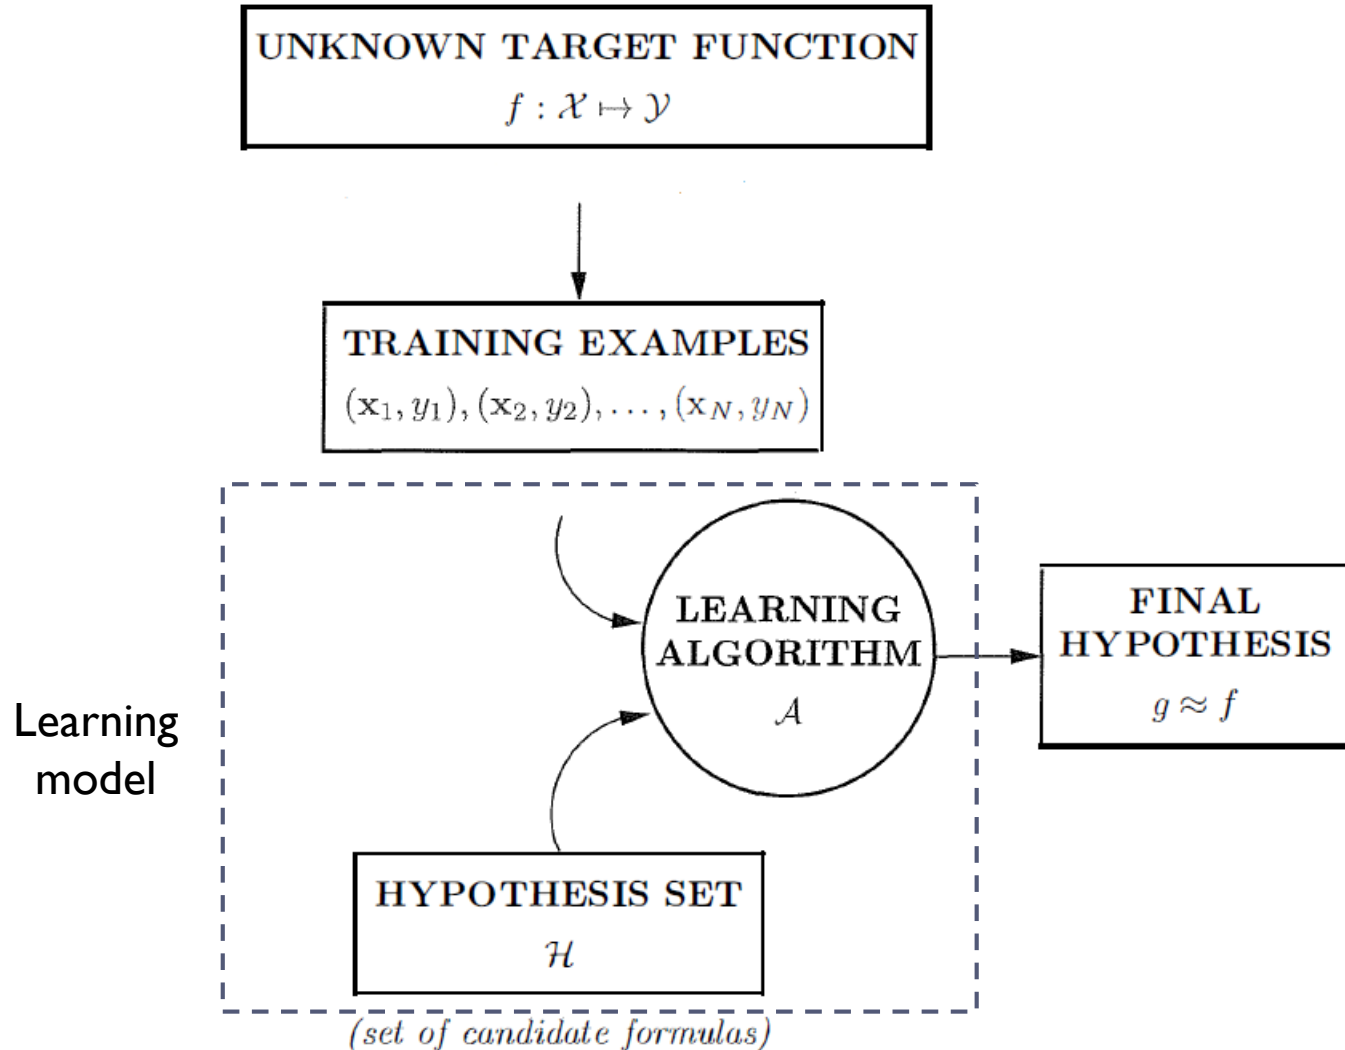 UNKNOWN TARGET FUNCTION
f : 𝒳 ↦ 𝒴
TRAINING EXAMPLES
(x₁, y₁), (x₂, y₂), . . . , (x_N, y_N)
LEARNING
ALGORITHM
𝒜
FINAL
HYPOTHESIS
g ≈ f
Learning
model
HYPOTHESIS SET
ℋ
(set of candidate formulas)